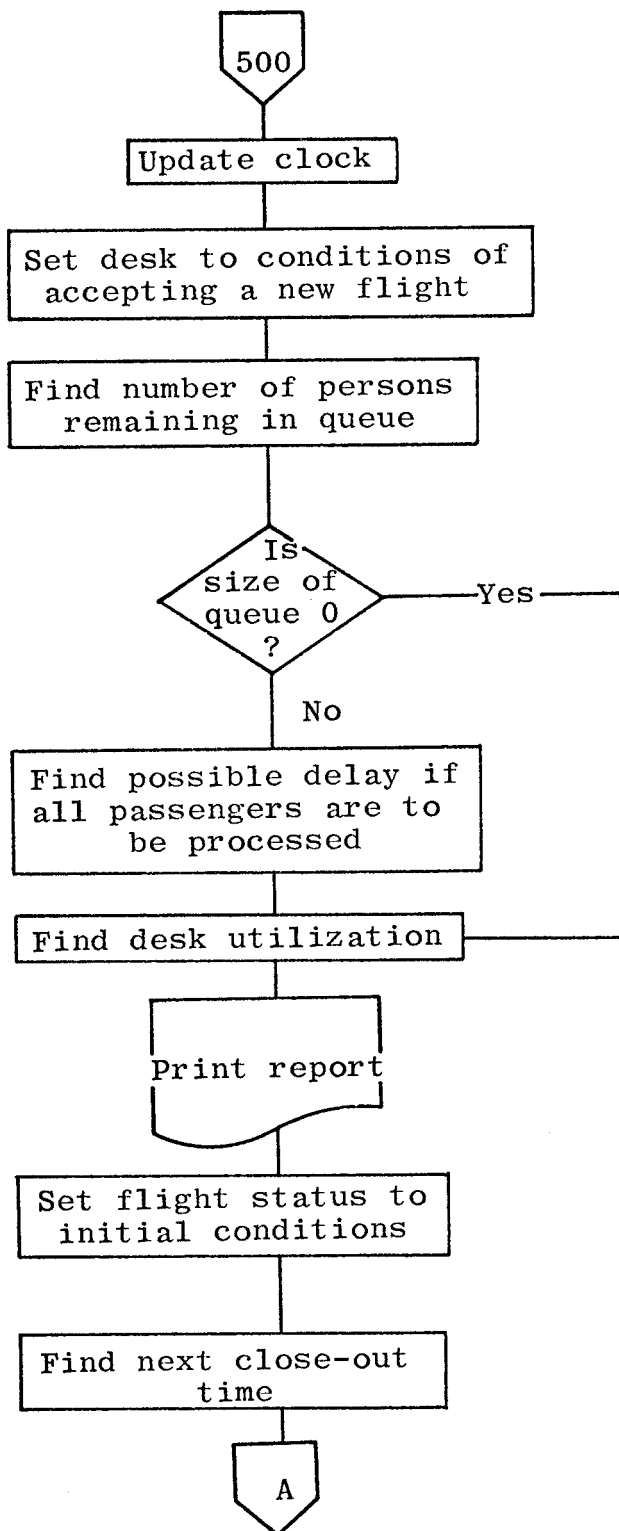 500
Update clock
Set desk to conditions of
accepting a new flight
Find number of persons
remaining in queue
Is
size of
queue 0
?
Yes
No
Find possible delay if
all passengers are to
be processed
Find desk utilization
Print report
Set flight status to
initial conditions
Find next close-out
time
A